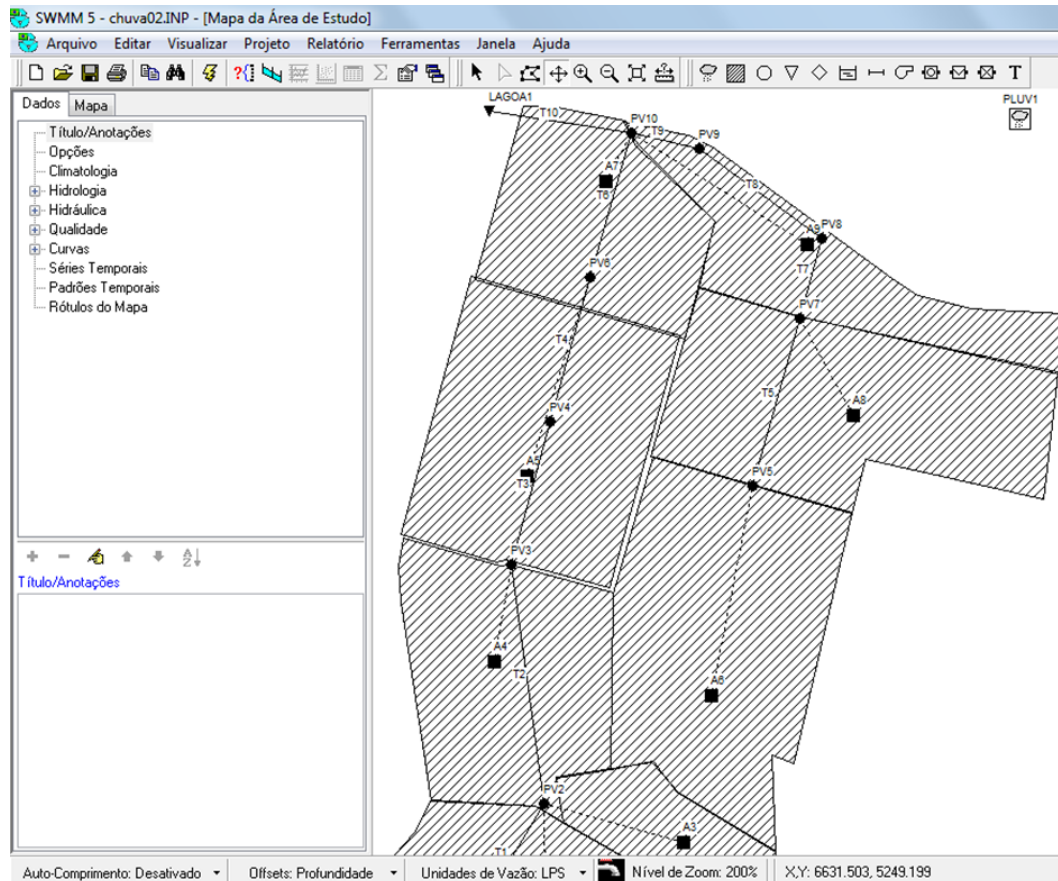 SWMM 5 - chuva02.INP - [Mapa da Área de Estudo]
Arquivo Editar Visualizar Projeto Relatório Ferramentas Janela Ajuda
T
Dados Mapa
Título/Anotações
Opções
Climatologia
Hidrologia
Hidráulica
Qualidade
Curvas
Séries Temporais
Padrões Temporais
Rótulos do Mapa
Título/Anotações
LAGOA1
T10
PV10
T9
PV9
PLUV1
A7
T6
T8
A9
PV8
T7
PV6
PV7
T4
T5
A8
PV4
A5
T3
PV5
PV3
A4
T2
A6
PV2
A3
T1
Auto-Comprimento: Desativado Offsets: Profundidade Unidades de Vazão: LPS Nível de Zoom: 200% X,Y: 6631.503, 5249.199